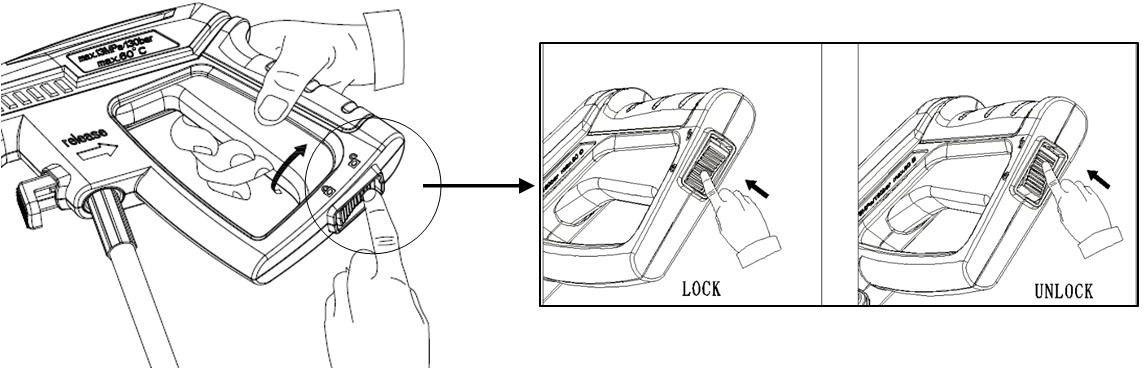 max.13MPa/130bar
max.60°C
release
LOCK
UNLOCK